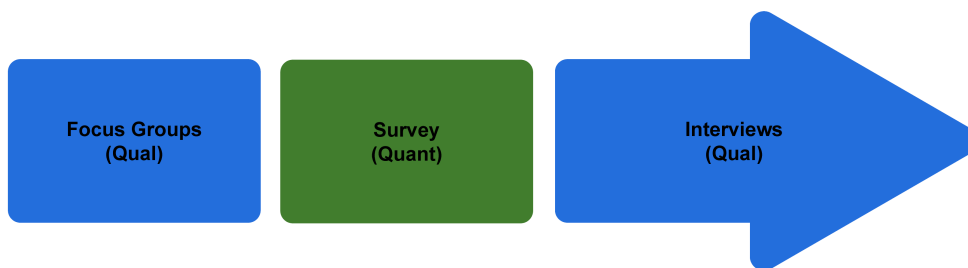 Focus Groups
(Qual)
Survey
(Quant)
Interviews
(Qual)